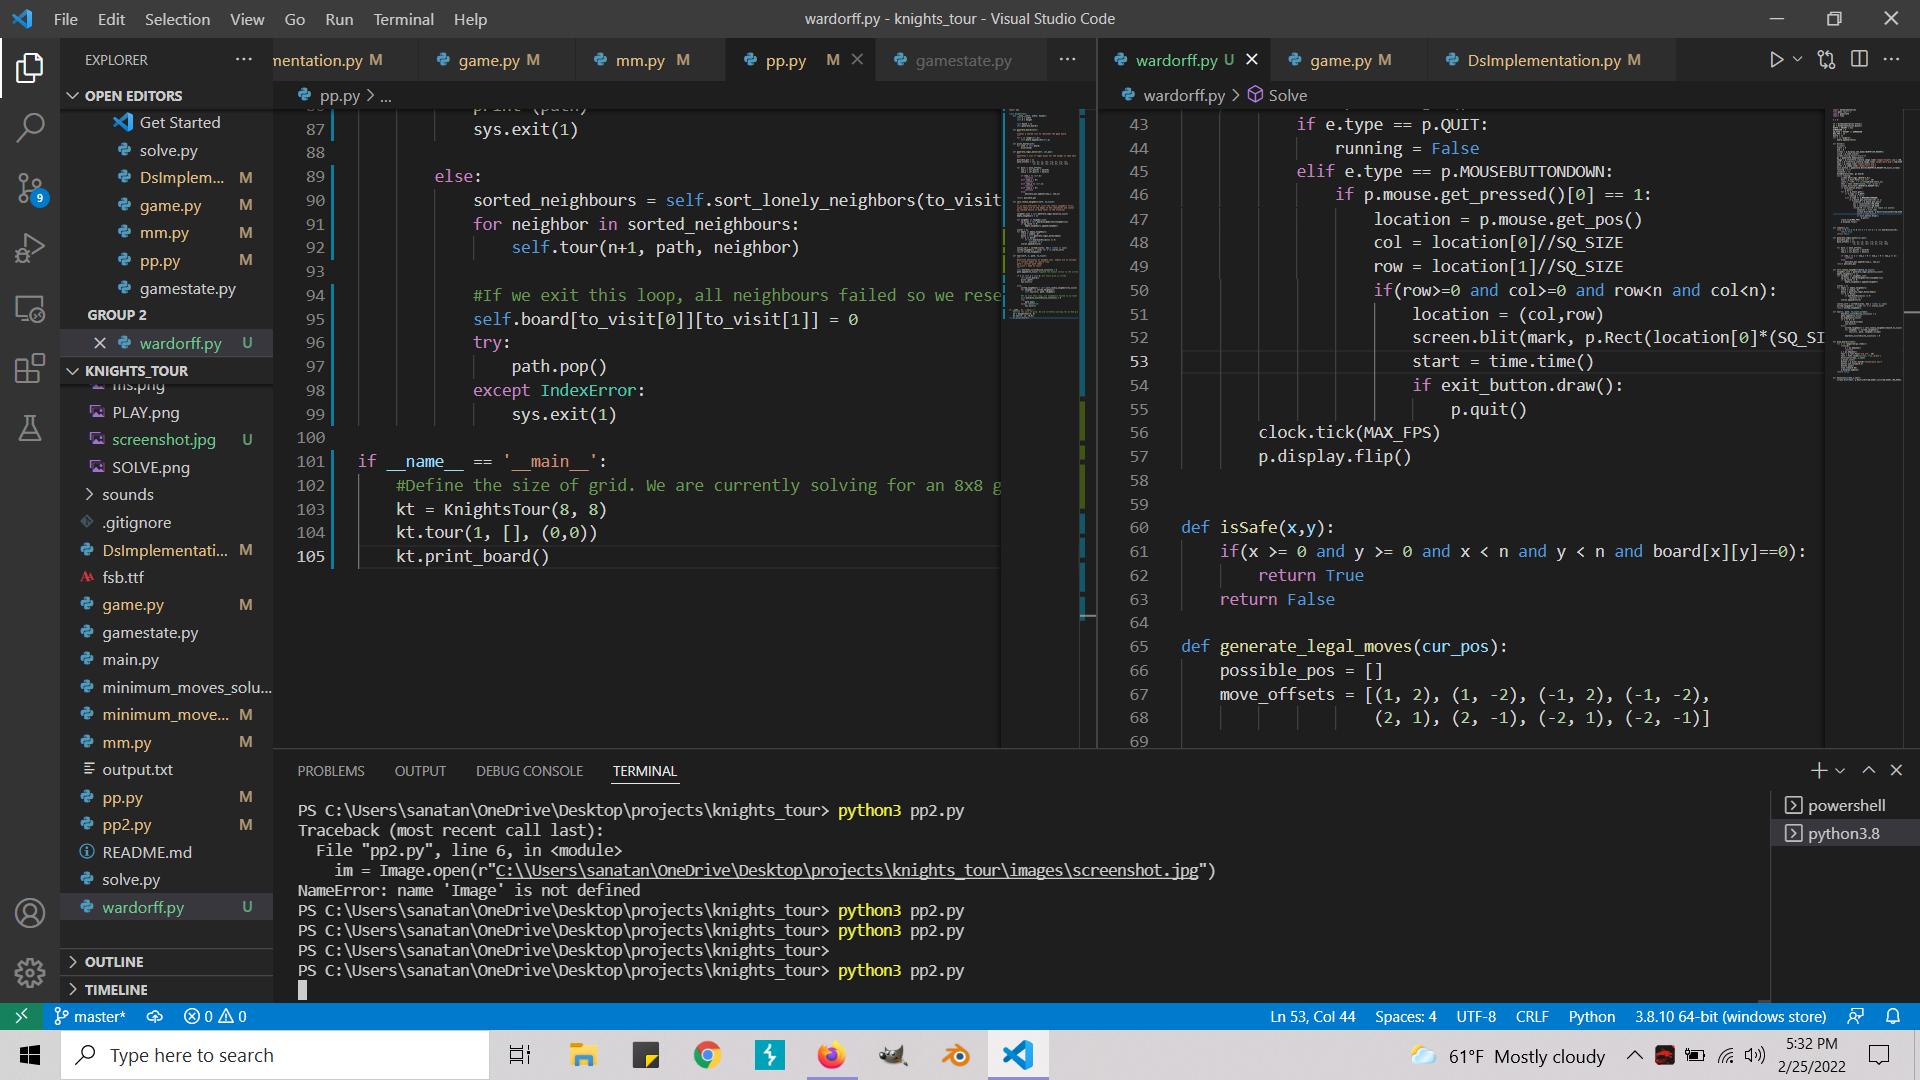 File Edit Selection View Go Run Terminal Help
wardorff.py - knights_tour - Visual Studio Code
EXPLORER
OPEN EDITORS
Get Started
solve.py
DsImplem... M
game.py M
mm.py M
pp.py M
gamestate.py
GROUP 2
wardorff.py U
KNIGHTS_TOUR
ms.png
PLAY.png
screenshot.jpg U
SOLVE.png
sounds
.gitignore
DsImplementati... M
fsb.ttf
game.py M
gamestate.py
main.py
minimum_moves_solu...
minimum_move... M
mm.py M
output.txt
pp.py M
pp2.py M
README.md
solve.py
wardorff.py U
OUTLINE
TIMELINE
9
mentation.py M game.py M mm.py M pp.py M gamestate.py
pp.py > ...
print (path)
87 sys.exit(1)
88
89 else:
90 sorted_neighbours = self.sort_lonely_neighbors(to_visit
91 for neighbor in sorted_neighbours:
92 self.tour(n+1, path, neighbor)
93
94 #If we exit this loop, all neighbours failed so we rese
95 self.board[to_visit[0]][to_visit[1]] = 0
96 try:
97 path.pop()
98 except IndexError:
99 sys.exit(1)
100
101 if __name__ == '__main__':
102 #Define the size of grid. We are currently solving for an 8x8 g
103 kt = KnightsTour(8, 8)
104 kt.tour(1, [], (0,0))
105 kt.print_board()
wardorff.py U game.py M DsImplementation.py M
wardorff.py > Solve
43 if e.type == p.QUIT:
44 running = False
45 elif e.type == p.MOUSEBUTTONDOWN:
46 if p.mouse.get_pressed()[0] == 1:
47 location = p.mouse.get_pos()
48 col = location[0]//SQ_SIZE
49 row = location[1]//SQ_SIZE
50 if(row>=0 and col>=0 and row<n and col<n):
51 location = (col,row)
52 screen.blit(mark, p.Rect(location[0]*(SQ_SI
53 start = time.time()
54 if exit_button.draw():
55 p.quit()
56 clock.tick(MAX_FPS)
57 p.display.flip()
58
59
60 def isSafe(x,y):
61 if(x >= 0 and y >= 0 and x < n and y < n and board[x][y]==0):
62 return True
63 return False
64
65 def generate_legal_moves(cur_pos):
66 possible_pos = []
67 move_offsets = [(1, 2), (1, -2), (-1, 2), (-1, -2),
68 (2, 1), (2, -1), (-2, 1), (-2, -1)]
69
PROBLEMS OUTPUT DEBUG CONSOLE TERMINAL
PS C:\Users\sanatan\OneDrive\Desktop\projects\knights_tour> python3 pp2.py
Traceback (most recent call last):
File "pp2.py", line 6, in <module>
im = Image.open(r"C:\\Users\sanatan\OneDrive\Desktop\projects\knights_tour\images\screenshot.jpg")
NameError: name 'Image' is not defined
PS C:\Users\sanatan\OneDrive\Desktop\projects\knights_tour> python3 pp2.py
PS C:\Users\sanatan\OneDrive\Desktop\projects\knights_tour> python3 pp2.py
PS C:\Users\sanatan\OneDrive\Desktop\projects\knights_tour>
PS C:\Users\sanatan\OneDrive\Desktop\projects\knights_tour> python3 pp2.py
powershell
python3.8
master* 0 0 Ln 53, Col 44 Spaces: 4 UTF-8 CRLF Python 3.8.10 64-bit (windows store)
Type here to search
61°F Mostly cloudy
5:32 PM
2/25/2022